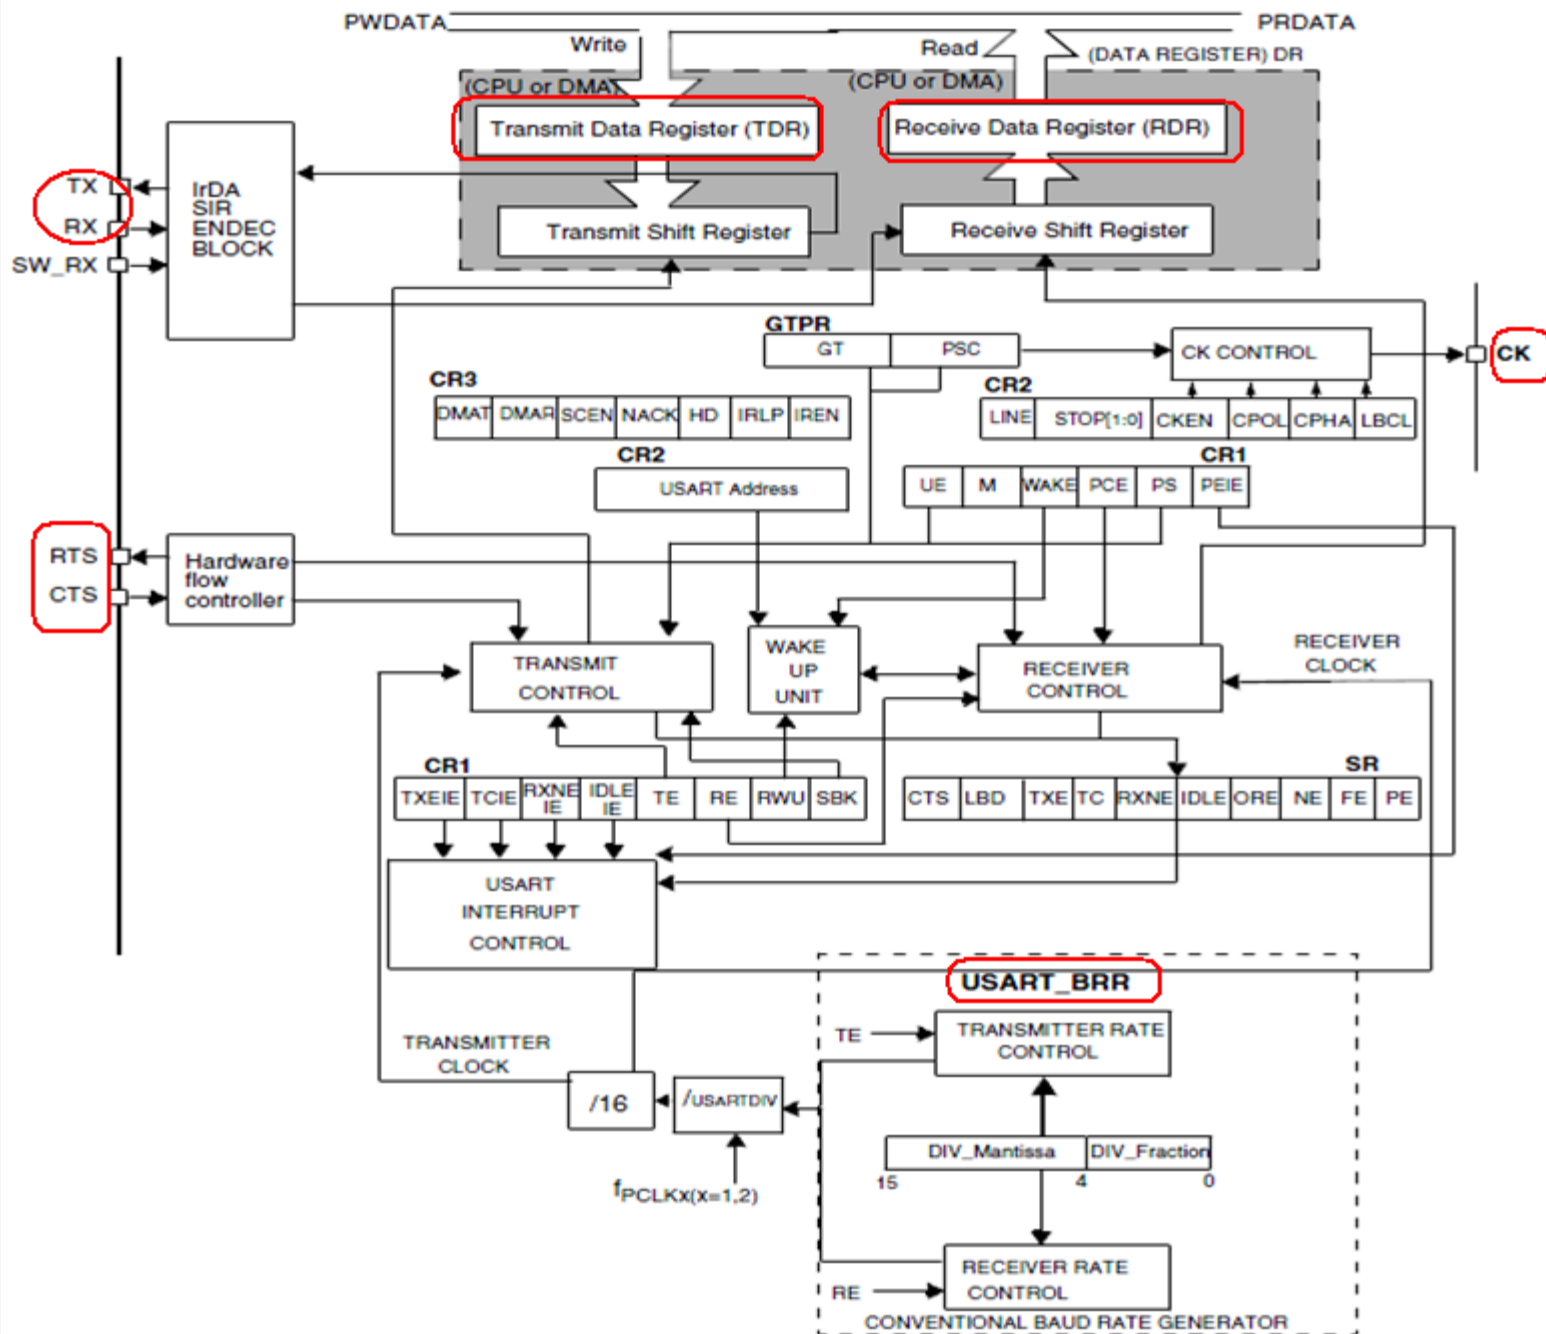 PWDATA
PRDATA
Write
Read
(DATA REGISTER) DR
(CPU or DMA)
(CPU or DMA)
Transmit Data Register (TDR)
Receive Data Register (RDR)
TX
RX
SW_RX
IrDA
SIR
ENDEC
BLOCK
Transmit Shift Register
Receive Shift Register
GTPR
GT
PSC
CK CONTROL
CK
CR3
DMAT DMAR SCEN NACK HD IRLP IREN
CR2
LINE STOP[1:0] CKEN CPOL CPHA LBCL
CR2
USART Address
CR1
UE M WAKE PCE PS PEIE
RTS
CTS
Hardware
flow
controller
TRANSMIT
CONTROL
WAKE
UP
UNIT
RECEIVER
CONTROL
RECEIVER
CLOCK
CR1
TXEIE TCIE RXNE IE IDLE IE TE RE RWU SBK
SR
CTS LBD TXE TC RXNE IDLE ORE NE FE PE
USART
INTERRUPT
CONTROL
USART_BRR
TE
TRANSMITTER RATE
CONTROL
TRANSMITTER
CLOCK
/16
/USARTDIV
fPCLKx(x=1,2)
DIV_Mantissa
DIV_Fraction
15 4 0
RE
RECEIVER RATE
CONTROL
CONVENTIONAL BAUD RATE GENERATOR